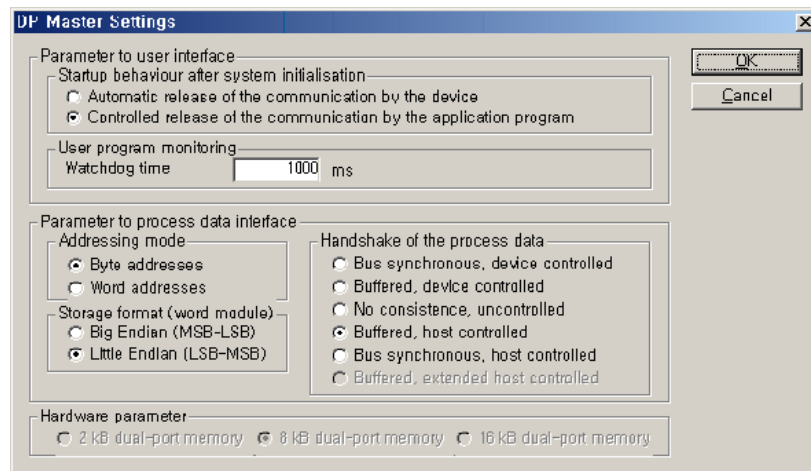 DP Master Settings
Parameter to user interface
Startup behaviour after system initialisation
Automatic release of the communication by the device
Controlled release of the communication by the application program
User program monitoring
Watchdog time 1000 ms
OK
Cancel
Parameter to process data interface
Addressing mode
Byte addresses
Word addresses
Storage format (word module)
Big Endian (MSB-LSB)
Little Endian (LSB-MSB)
Handshake of the process data
Bus synchronous, device controlled
Buffered, device controlled
No consistence, uncontrolled
Buffered, host controlled
Bus synchronous, host controlled
Buffered, extended host controlled
Hardware parameter
2 kB dual-port memory 8 kB dual-port memory 16 kB dual-port memory